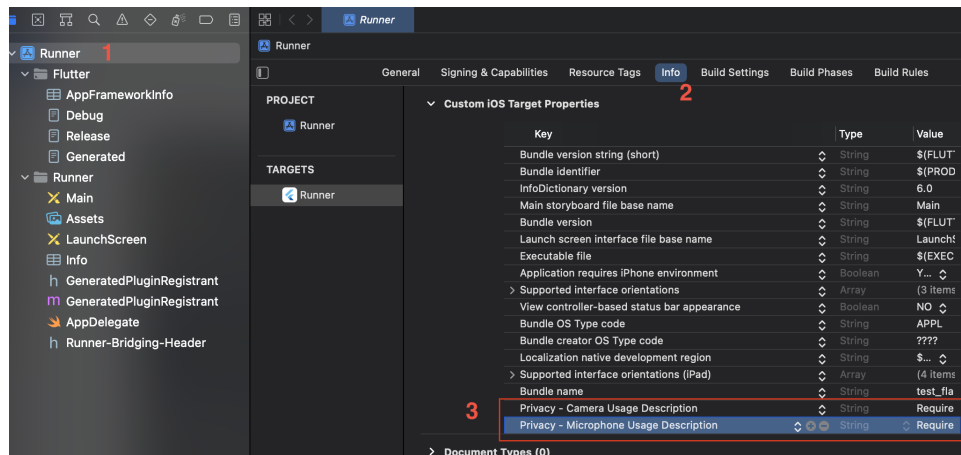 Runner
Runner 1
Runner
Flutter
General Signing & Capabilities Resource Tags Info Build Settings Build Phases Build Rules
2
AppFrameworkInfo
PROJECT
Custom iOS Target Properties
Debug
Runner
Key Type Value
Release
Bundle version string (short) String $(FLUT
Generated
TARGETS
Bundle identifier String $(PROD
Runner
InfoDictionary version String 6.0
Main
Runner
Main storyboard file base name String Main
Assets
Bundle version String $(FLUT
LaunchScreen
Launch screen interface file base name String LaunchS
Info
Executable file String $(EXEC
h GeneratedPluginRegistrant
Application requires iPhone environment Boolean Y...
m GeneratedPluginRegistrant
Supported interface orientations Array (3 items
AppDelegate
View controller-based status bar appearance Boolean NO
h Runner-Bridging-Header
Bundle OS Type code String APPL
Bundle creator OS Type code String ????
Localization native development region String $...
Supported interface orientations (iPad) Array (4 items
Bundle name String test_fla
3
Privacy - Camera Usage Description String Require
Privacy - Microphone Usage Description String Require
Document Types (0)